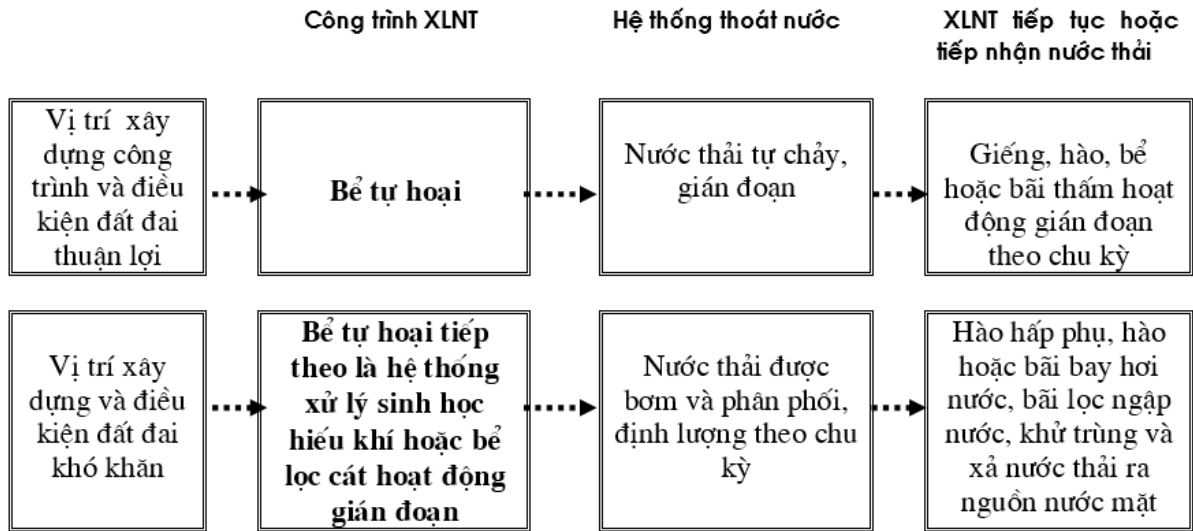 Công trình XLNT
Hệ thống thoát nước
XLNT tiếp tục hoặc
tiếp nhận nước thải
Vị trí xây
dựng công
trình và điều
kiện đất đai
thuận lợi
Bể tự hoại
Nước thải tự chảy,
gián đoạn
Giếng, hào, bể
hoặc bãi thấm hoạt
động gián đoạn
theo chu kỳ
Vị trí xây
dựng và điều
kiện đất đai
khó khăn
Bể tự hoại tiếp
theo là hệ thống
xử lý sinh học
hiếu khí hoặc bể
lọc cát hoạt động
gián đoạn
Nước thải được
bơm và phân phối,
định lượng theo chu
kỳ
Hào hấp phụ, hào
hoặc bãi bay hơi
nước, bãi lọc ngập
nước, khử trùng và
xả nước thải ra
nguồn nước mặt